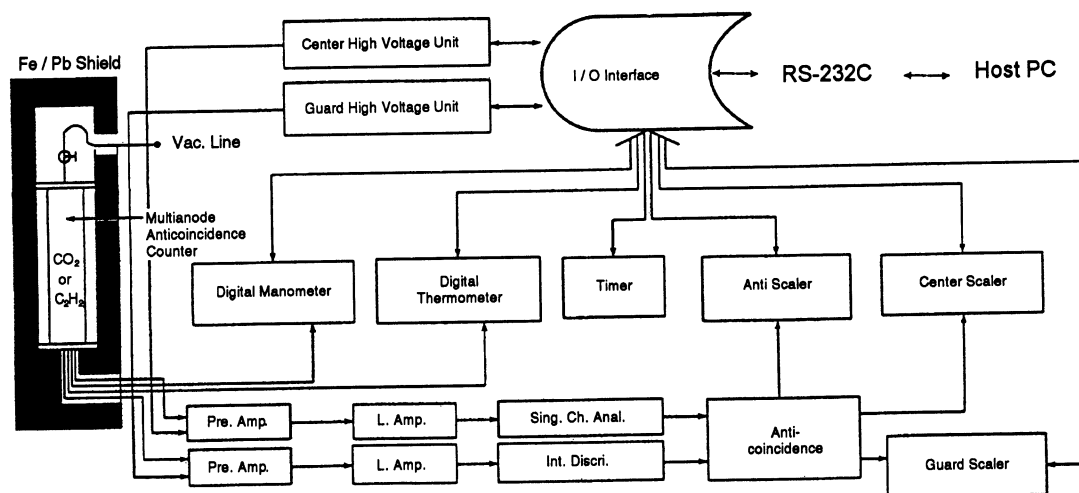 Center High Voltage Unit
Guard High Voltage Unit
I / O Interface
RS-232C
Host PC
Fe / Pb Shield
Vac. Line
Multianode
Anticoincidence
Counter
CO₂
or
C₂H₂
Digital Manometer
Digital
Thermometer
Timer
Anti Scaler
Center Scaler
Pre. Amp.
L. Amp.
Sing. Ch. Anal.
Anti-
coincidence
Pre. Amp.
L. Amp.
Int. Discri.
Guard Scaler